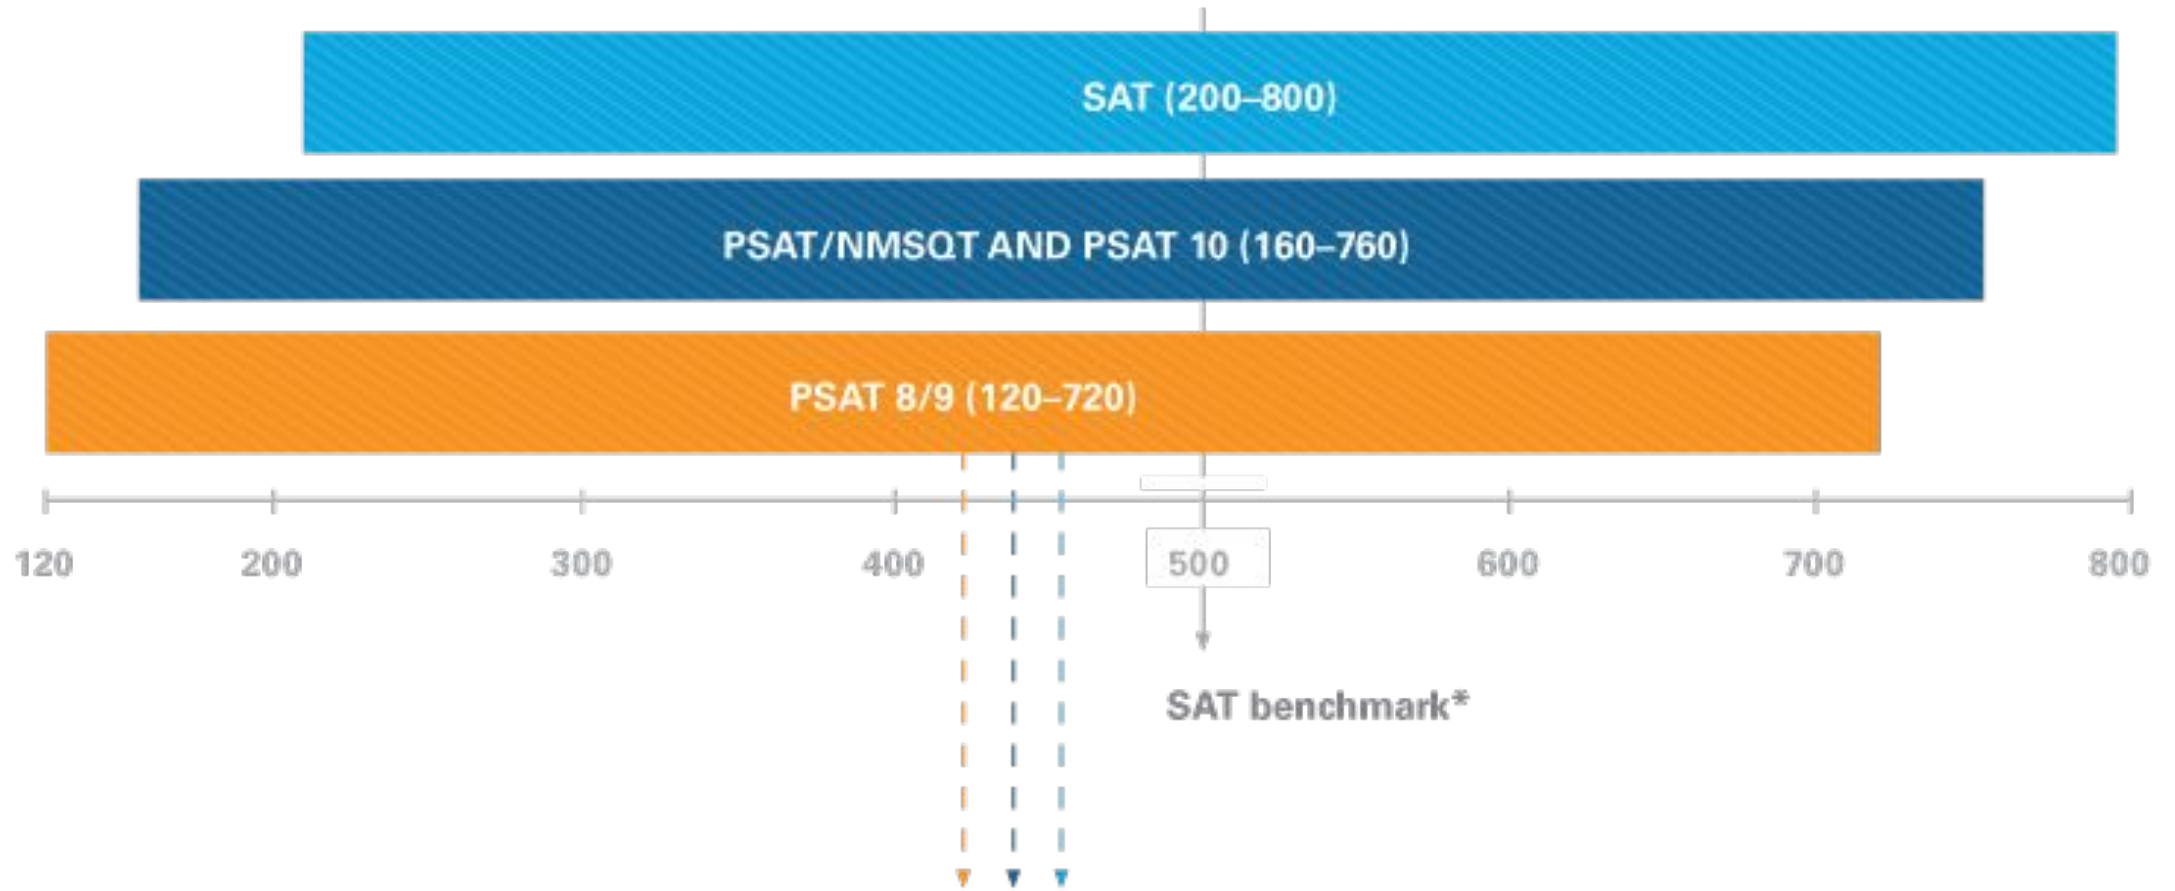 SAT (200–800)
PSAT/NMSQT AND PSAT 10 (160–760)
PSAT 8/9 (120–720)
120 200 300 400 500 600 700 800
SAT benchmark*